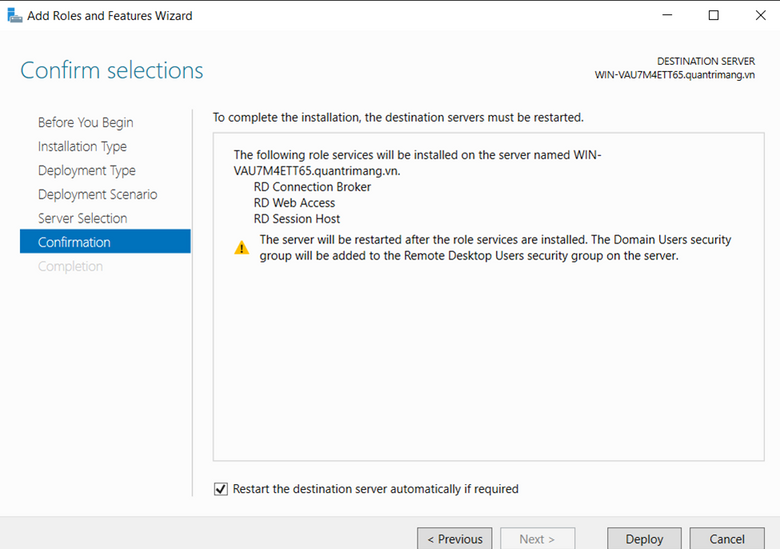 Add Roles and Features Wizard
Confirm selections
DESTINATION SERVER
WIN-VAU7M4ETT65.quantrimang.vn
Before You Begin
Installation Type
Deployment Type
Deployment Scenario
Server Selection
Confirmation
Completion
To complete the installation, the destination servers must be restarted.
The following role services will be installed on the server named WIN-
VAU7M4ETT65.quantrimang.vn.
RD Connection Broker
RD Web Access
RD Session Host
The server will be restarted after the role services are installed. The Domain Users security
group will be added to the Remote Desktop Users security group on the server.
Restart the destination server automatically if required
< Previous
Next >
Deploy
Cancel